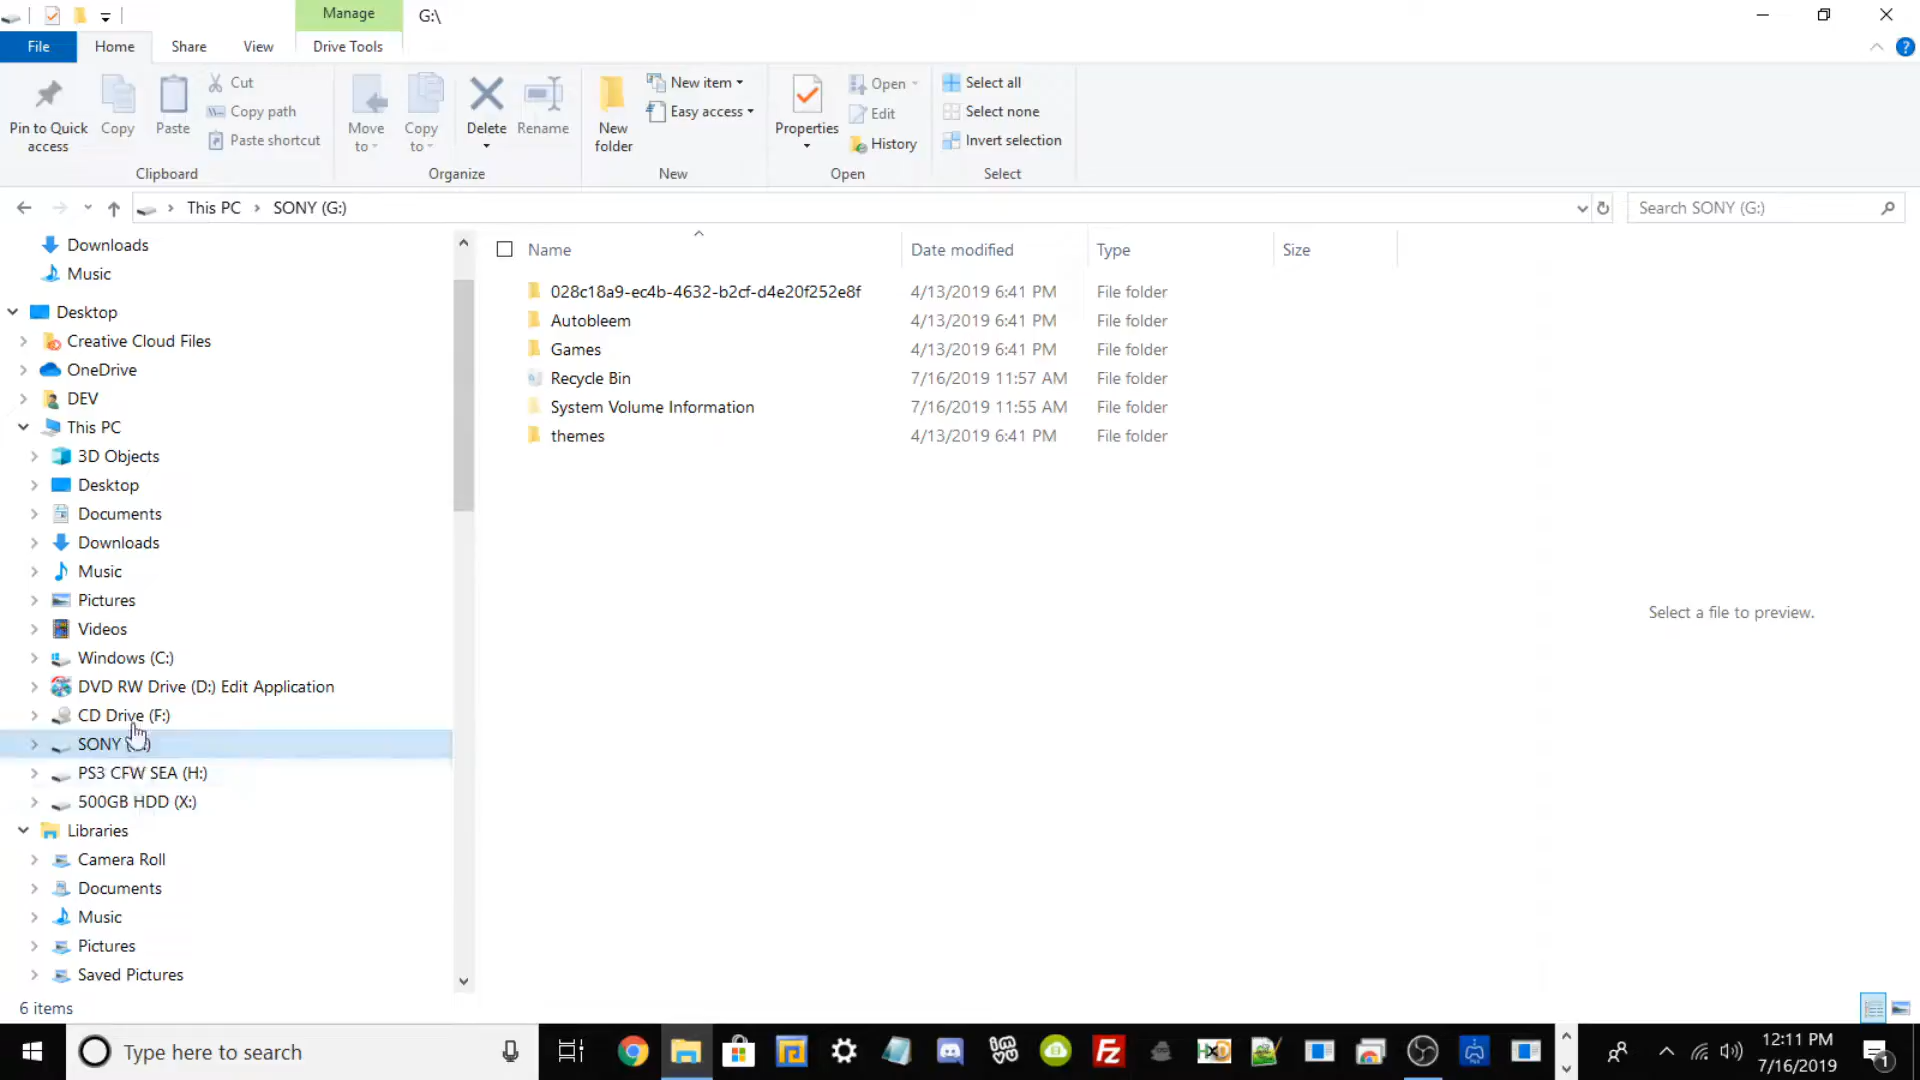 Manage
G:\
File
Home
Share
View
Drive Tools
Pin to Quick access
Copy
Paste
Cut
Copy path
Paste shortcut
Clipboard
Move to
Copy to
Delete
Rename
Organize
New folder
New item
Easy access
New
Properties
Open
Edit
History
Open
Select all
Select none
Invert selection
Select
This PC
SONY (G:)
Search SONY (G:)
Downloads
Music
Desktop
Creative Cloud Files
OneDrive
DEV
This PC
3D Objects
Desktop
Documents
Downloads
Music
Pictures
Videos
Windows (C:)
DVD RW Drive (D:) Edit Application
CD Drive (F:)
SONY
PS3 CFW SEA (H:)
500GB HDD (X:)
Libraries
Camera Roll
Documents
Music
Pictures
Saved Pictures
Name Date modified Type Size
028c18a9-ec4b-4632-b2cf-d4e20f252e8f 4/13/2019 6:41 PM File folder
Autobleem 4/13/2019 6:41 PM File folder
Games 4/13/2019 6:41 PM File folder
Recycle Bin 7/16/2019 11:57 AM File folder
System Volume Information 7/16/2019 11:55 AM File folder
themes 4/13/2019 6:41 PM File folder
Select a file to preview.
6 items
Type here to search
Fz
HxD
12:11 PM
7/16/2019
1